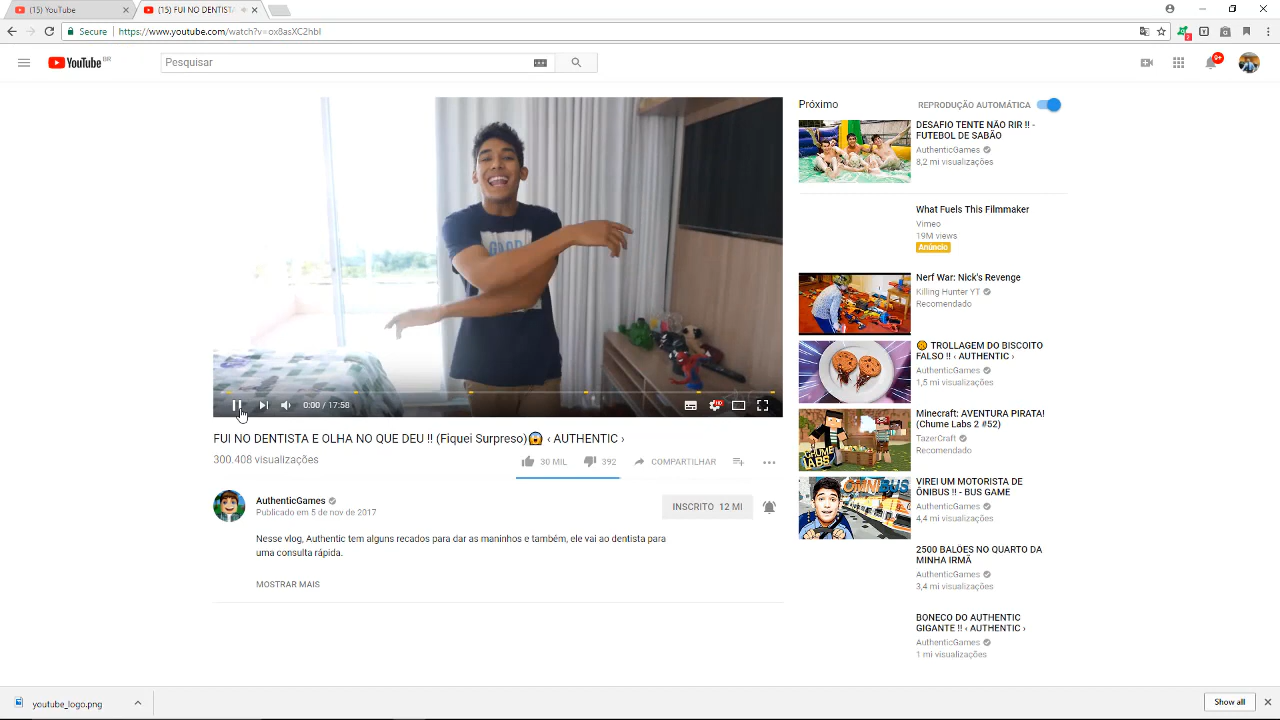 (15) YouTube
(15) FUI NO DENTISTA
Secure
https://www.youtube.com/watch?v=ox8asXC2hbI
2
YouTube BR
Pesquisar
9+
Próximo
REPRODUÇÃO AUTOMÁTICA
DESAFIO TENTE NÃO RIR !! -
FUTEBOL DE SABÃO
AuthenticGames
8,2 mi visualizações
What Fuels This Filmmaker
Vimeo
19M views
Anúncio
Nerf War: Nick's Revenge
Killing Hunter YT
Recomendado
TROLLAGEM DO BISCOITO
FALSO !! ‹ AUTHENTIC ›
AuthenticGames
1,5 mi visualizações
Minecraft: AVENTURA PIRATA!
(Chume Labs 2 #52)
TazerCraft
Recomendado
CHUME
LABS
VIREI UM MOTORISTA DE
ÔNIBUS !! - BUS GAME
AuthenticGames
4,4 mi visualizações
OMNIBUS
2500 BALÕES NO QUARTO DA
MINHA IRMÃ
AuthenticGames
3,4 mi visualizações
BONECO DO AUTHENTIC
GIGANTE !! ‹ AUTHENTIC ›
AuthenticGames
1 mi visualizações
0:00 / 17:58
HD
FUI NO DENTISTA E OLHA NO QUE DEU !! (Fiquei Surpreso)😱 ‹ AUTHENTIC ›
300.408 visualizações
30 MIL
392
COMPARTILHAR
AuthenticGames
Publicado em 5 de nov de 2017
INSCRITO 12 MI
Nesse vlog, Authentic tem alguns recados para dar as maninhos e também, ele vai ao dentista para
uma consulta rápida.
MOSTRAR MAIS
youtube_logo.png
Show all